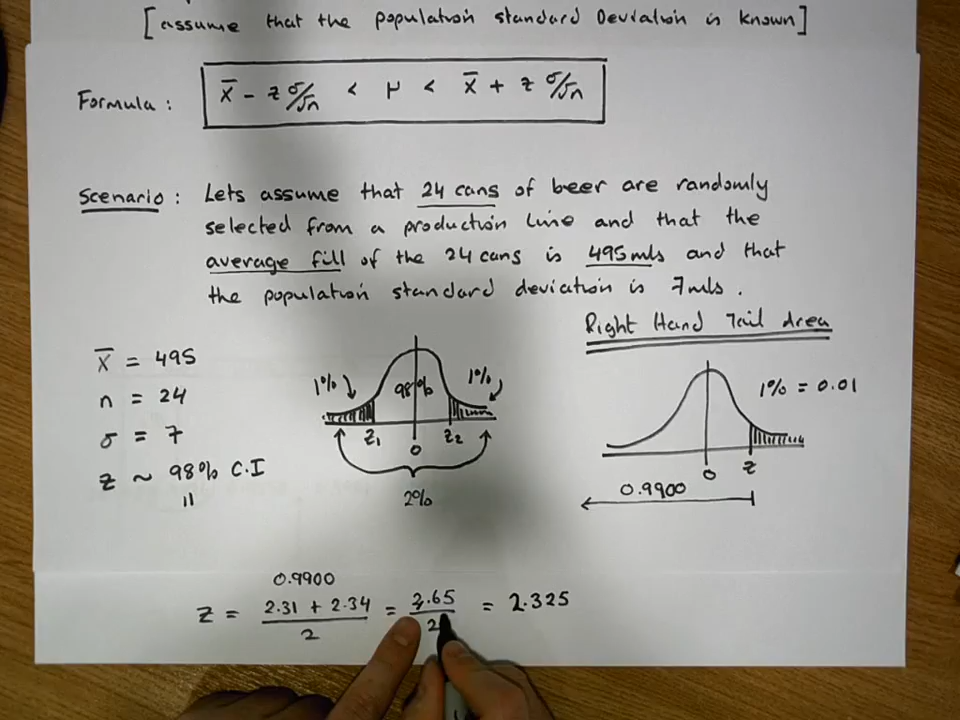 [assume that the population standard Deviation is known]
Formula : x̄ - z σ/√n < μ < x̄ + z σ/√n
Scenario : Lets assume that 24 cans of beer are randomly
selected from a production line and that the
average fill of the 24 cans is 495mls and that
the population standard deviation is 7mls.
Right Hand Tail Area
x̄ = 495
n = 24
σ = 7
z ~ 98% C.I
"
1% 98% 1%
z₁ 0 z₂
2%
1% = 0.01
0 z
0.9900
0.9900
z = 2.31 + 2.34 / 2 = 4.65 / 2 = 2.325